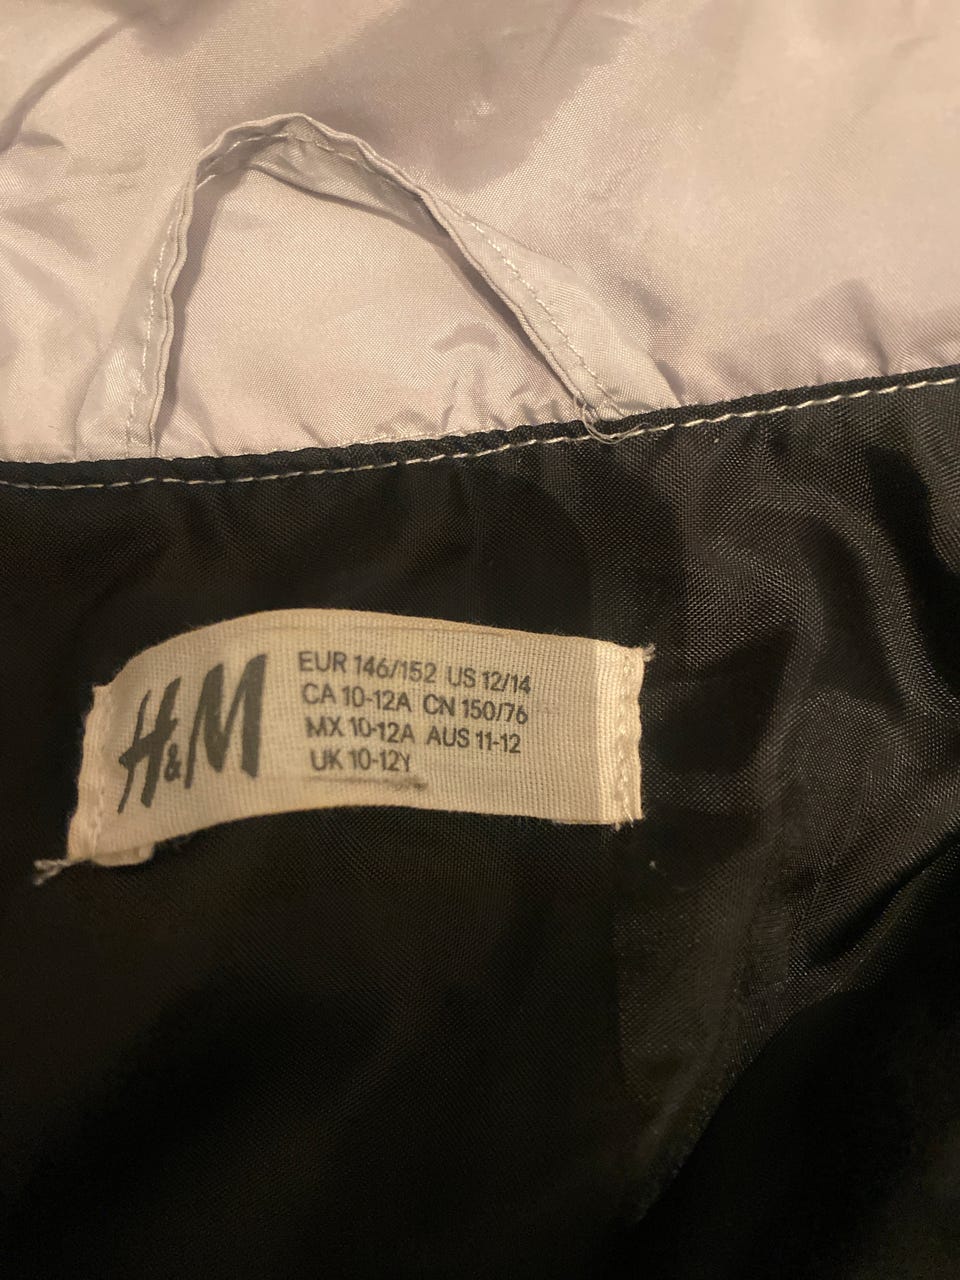 H&M
EUR 146/152 US 12/14
CA 10-12A CN 150/76
MX 10-12A AUS 11-12
UK 10-12Y